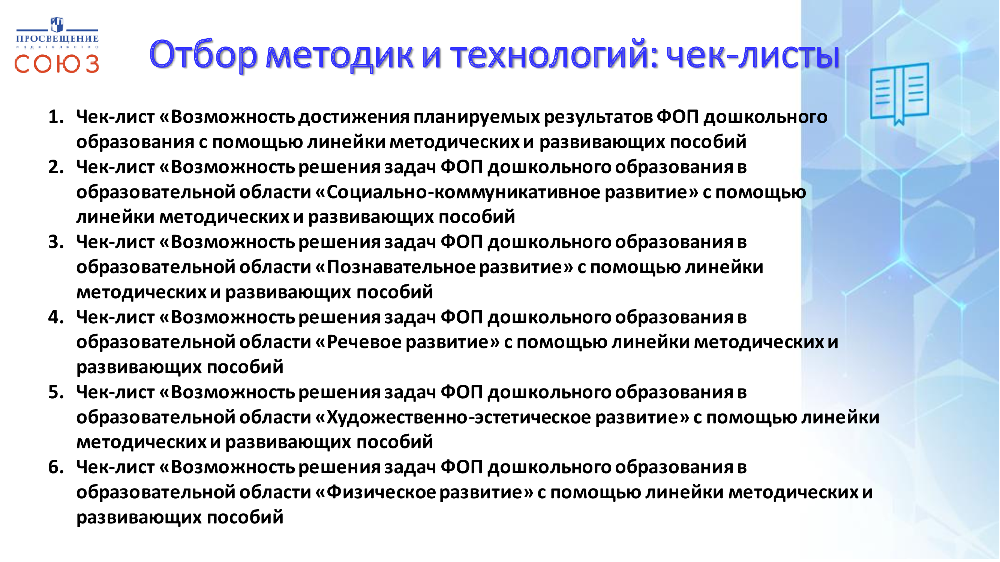 ПРОСВЕЩЕНИЕ
ИЗДАТЕЛЬСТВО
СОЮЗ
Отбор методик и технологий: чек-листы
1. Чек-лист «Возможность достижения планируемых результатов ФОП дошкольного
образования с помощью линейки методических и развивающих пособий
2. Чек-лист «Возможность решения задач ФОП дошкольного образования в
образовательной области «Социально-коммуникативное развитие» с помощью
линейки методических и развивающих пособий
3. Чек-лист «Возможность решения задач ФОП дошкольного образования в
образовательной области «Познавательное развитие» с помощью линейки
методических и развивающих пособий
4. Чек-лист «Возможность решения задач ФОП дошкольного образования в
образовательной области «Речевое развитие» с помощью линейки методических и
развивающих пособий
5. Чек-лист «Возможность решения задач ФОП дошкольного образования в
образовательной области «Художественно-эстетическое развитие» с помощью линейки
методических и развивающих пособий
6. Чек-лист «Возможность решения задач ФОП дошкольного образования в
образовательной области «Физическое развитие» с помощью линейки методических и
развивающих пособий